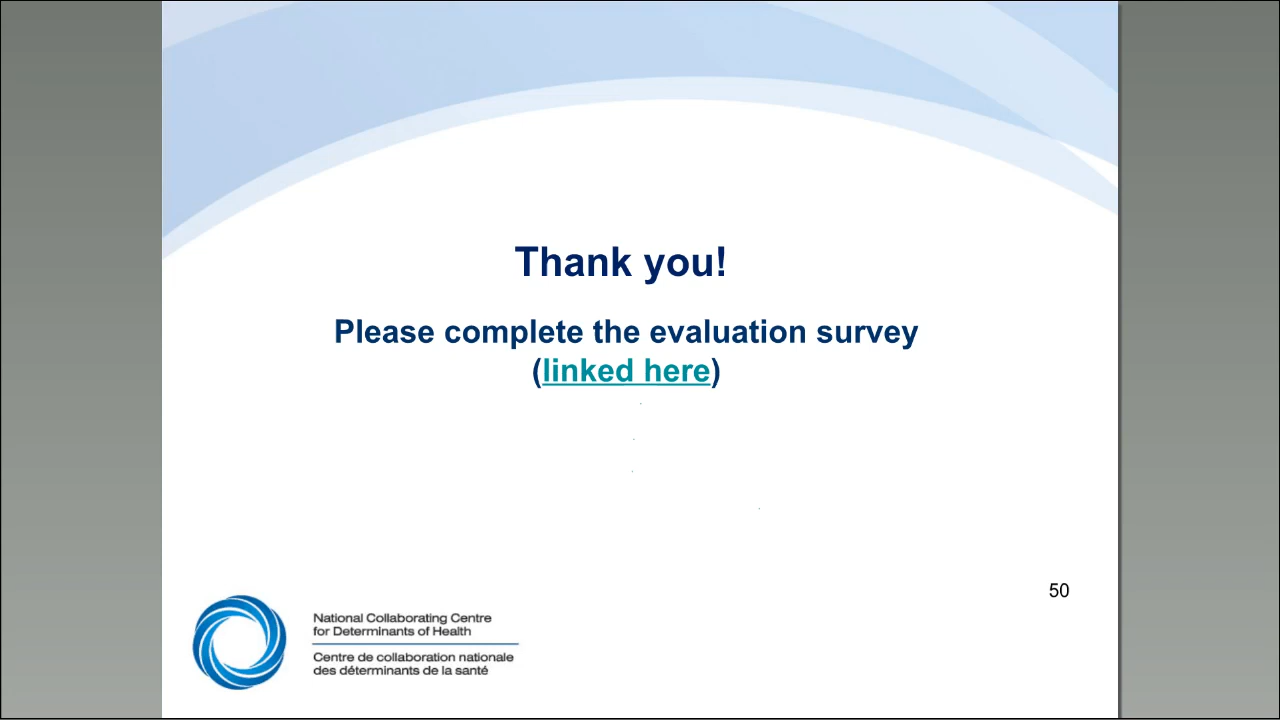 Thank you!
Please complete the evaluation survey
(linked here)
50
National Collaborating Centre
for Determinants of Health
Centre de collaboration nationale
des déterminants de la santé